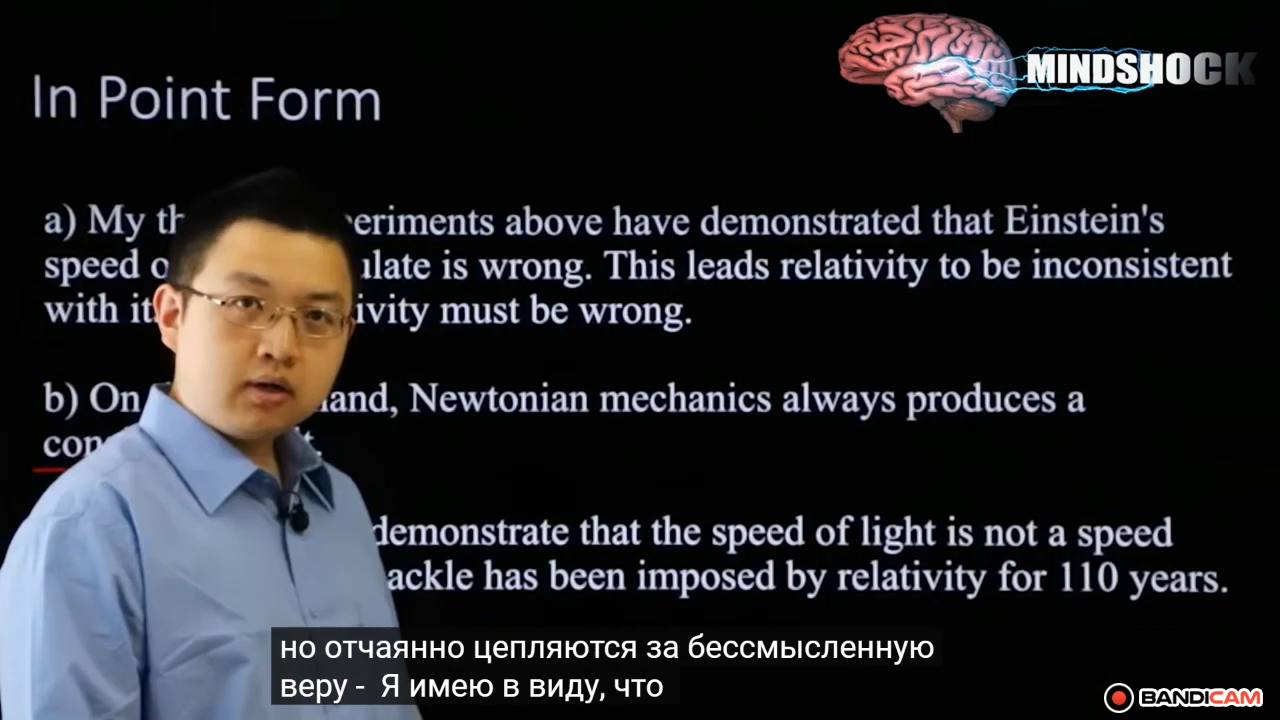 MINDSHOCK
In Point Form
a) My eriments above have demonstrated that Einstein's
speed ulate is wrong. This leads relativity to be inconsistent
with ivity must be wrong.
b) On and, Newtonian mechanics always produces a
demonstrate that the speed of light is not a speed
ackle has been imposed by relativity for 110 years.
но отчаянно цепляются за бессмысленную
веру - Я имею в виду, что
BANDICAM